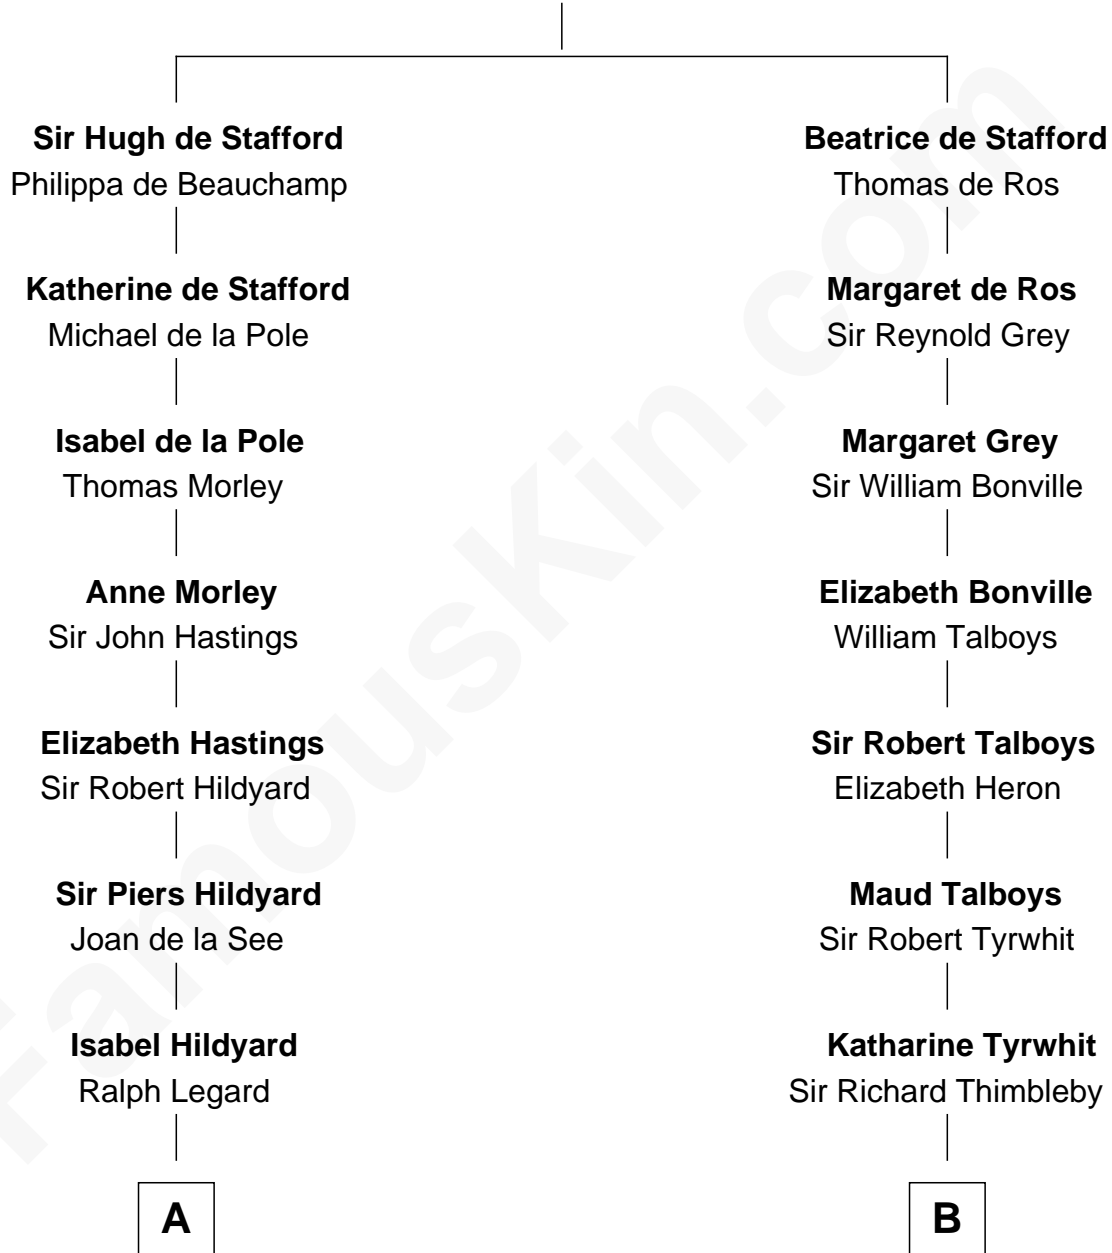 Sir Hugh de Stafford
Philippa de Beauchamp
Katherine de Stafford
Michael de la Pole
Isabel de la Pole
Thomas Morley
Anne Morley
Sir John Hastings
Elizabeth Hastings
Sir Robert Hildyard
Sir Piers Hildyard
Joan de la See
Isabel Hildyard
Ralph Legard
A
Beatrice de Stafford
Thomas de Ros
Margaret de Ros
Sir Reynold Grey
Margaret Grey
Sir William Bonville
Elizabeth Bonville
William Talboys
Sir Robert Talboys
Elizabeth Heron
Maud Talboys
Sir Robert Tyrwhit
Katharine Tyrwhit
Sir Richard Thimbleby
B
FamousKin.com